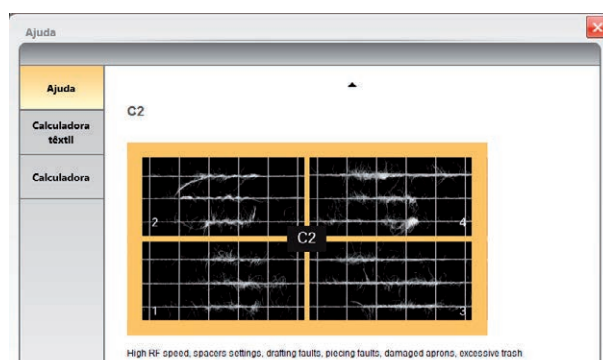 Ajuda
Ajuda
Calculadora
têxtil
Calculadora
C2
2
4
C2
1
3
High RF speed, spacers settings, drafting faults, piecing faults, damaged aprons, excessive trash